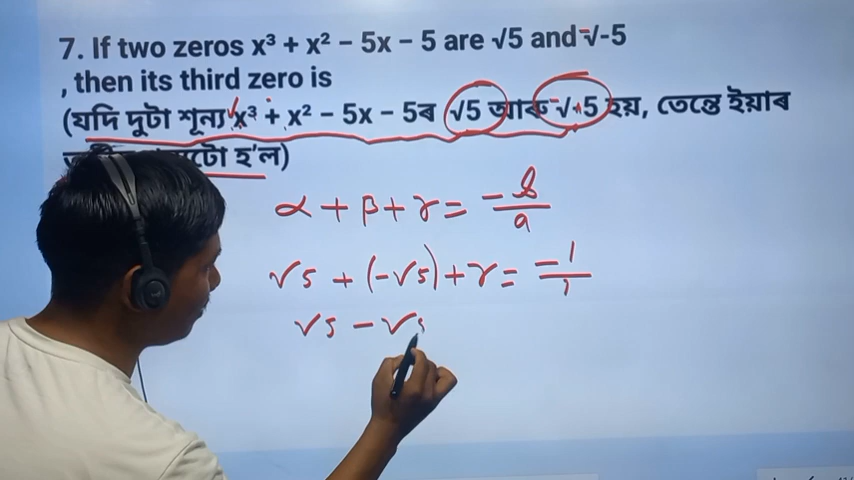 7. If two zeros x³ + x² – 5x – 5 are √5 and -√-5
, then its third zero is
(যদি দুটা শূন্য x³ + x² – 5x – 5ৰ √5 আৰু -√-5 হয়, তেন্তে ইয়াৰ
হ'ল)
α + β + γ = -b/a
√5 + (-√5) + γ = -1/1
√5 - √5